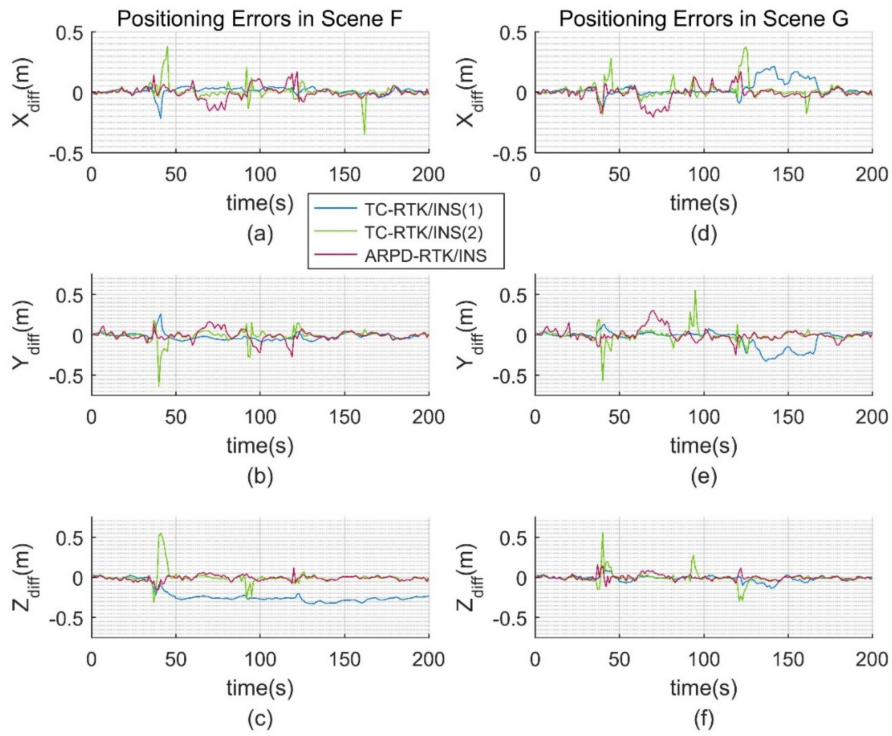 Positioning Errors in Scene F
0.5
0
-0.5
X_diff(m)
0 50 100 150 200
time(s)
(a)
Positioning Errors in Scene G
0.5
0
-0.5
X_diff(m)
0 50 100 150 200
time(s)
(d)
TC-RTK/INS(1)
TC-RTK/INS(2)
ARPD-RTK/INS
0.5
0
-0.5
Y_diff(m)
0 50 100 150 200
time(s)
(b)
0.5
0
-0.5
Y_diff(m)
0 50 100 150 200
time(s)
(e)
0.5
0
-0.5
Z_diff(m)
0 50 100 150 200
time(s)
(c)
0.5
0
-0.5
Z_diff(m)
0 50 100 150 200
time(s)
(f)